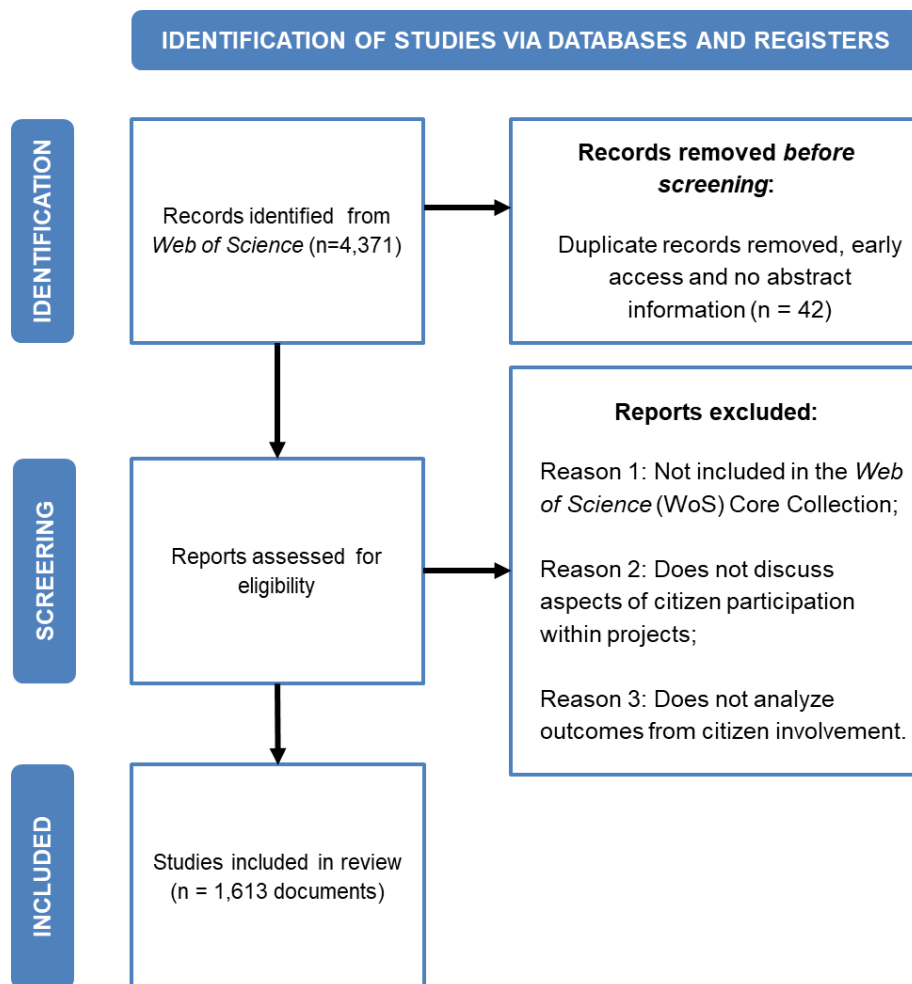 IDENTIFICATION OF STUDIES VIA DATABASES AND REGISTERS
IDENTIFICATION
Records identified from
Web of Science (n=4,371)
Records removed before
screening:
Duplicate records removed, early
access and no abstract
information (n = 42)
SCREERING
Reports assessed for
eligibility
Reports excluded:
Reason 1: Not included in the Web
of Science (WoS) Core Collection;
Reason 2: Does not discuss
aspects of citizen participation
within projects;
Reason 3: Does not analyze
outcomes from citizen involvement.
INCLUDED
Studies included in review
(n = 1,613 documents)